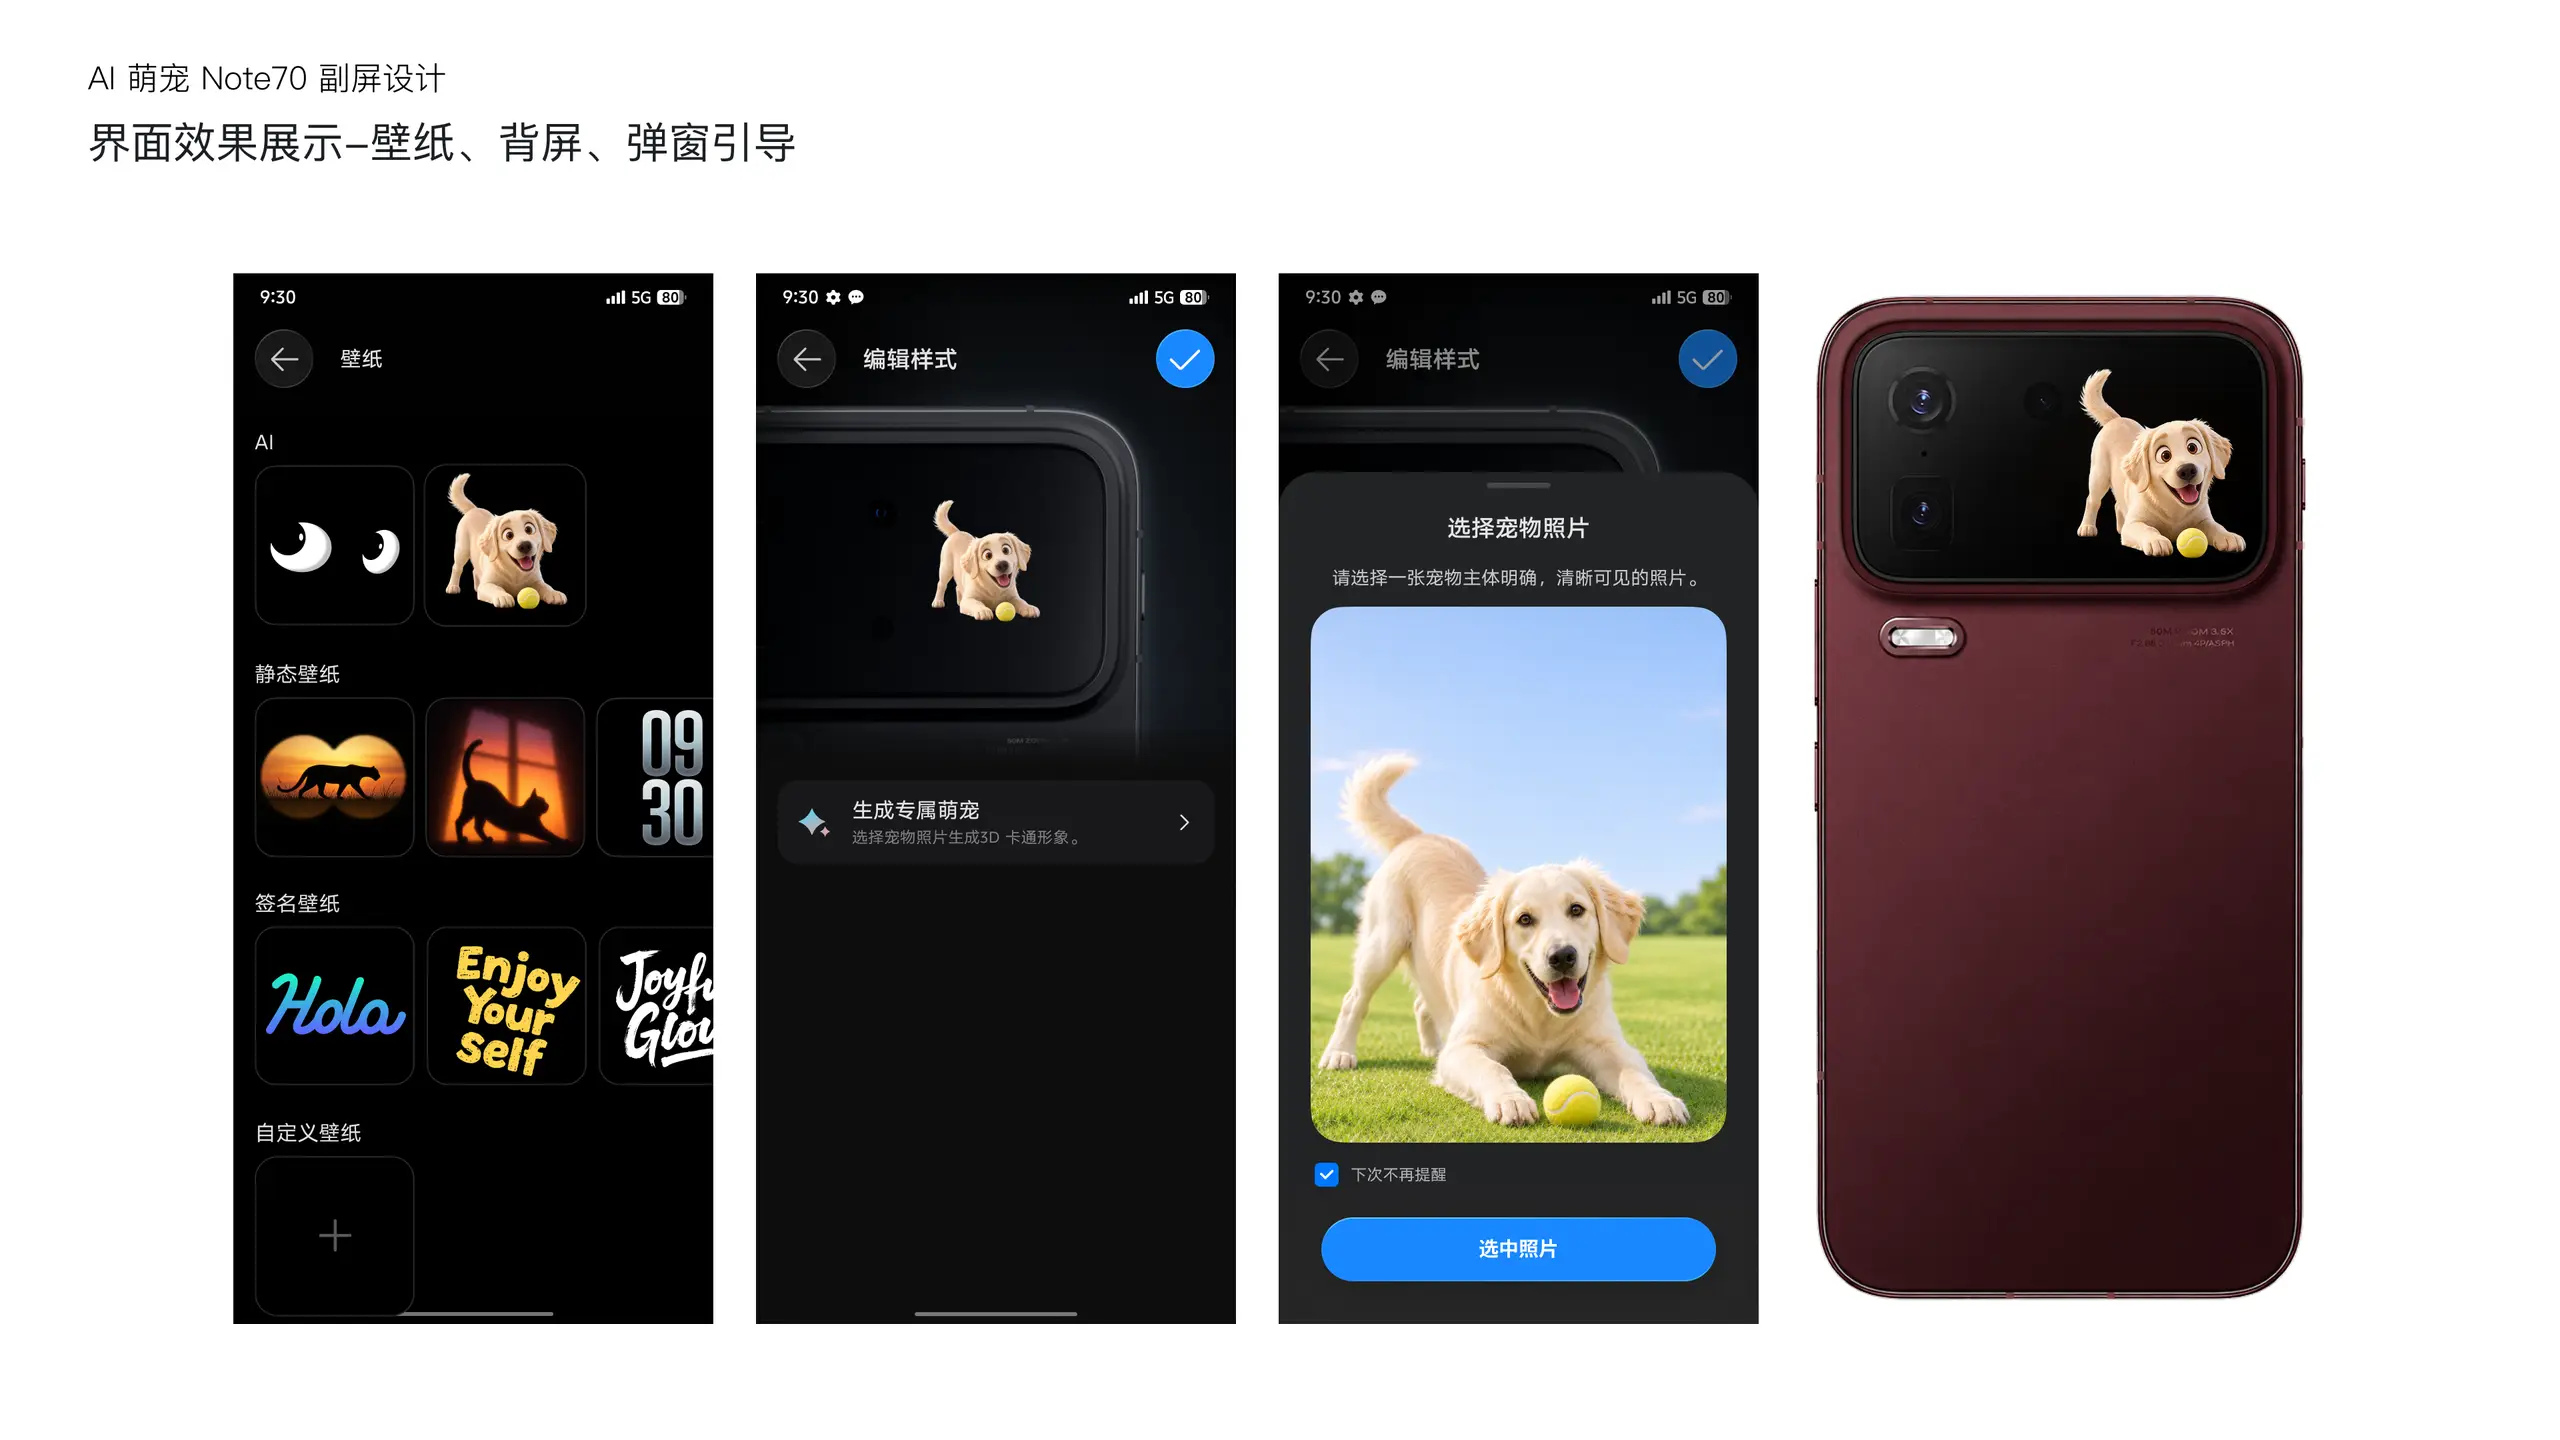 AI 萌宠 Note70 副屏设计
界面效果展示–壁纸、背屏、弹窗引导
9:30
5G 80
壁纸
AI
静态壁纸
09
30
签名壁纸
Hola
Enjoy
Your
self
Joyfu
Glou
自定义壁纸
9:30
5G 80
编辑样式
生成专属萌宠
选择宠物照片生成3D 卡通形象。
9:30
5G 80
编辑样式
选择宠物照片
请选择一张宠物主体明确，清晰可见的照片。
下次不再提醒
选中照片